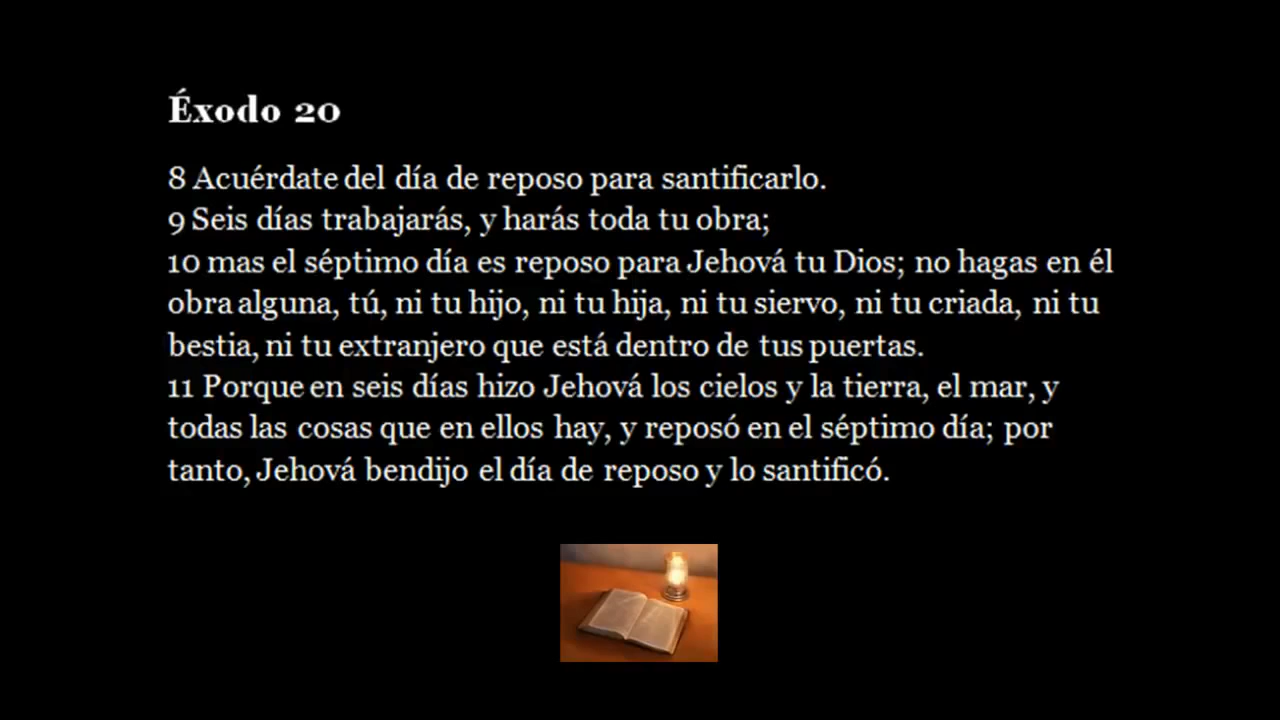 Éxodo 20
8 Acuérdate del día de reposo para santificarlo.
9 Seis días trabajarás, y harás toda tu obra;
10 mas el séptimo día es reposo para Jehová tu Dios; no hagas en él
obra alguna, tú, ni tu hijo, ni tu hija, ni tu siervo, ni tu criada, ni tu
bestia, ni tu extranjero que está dentro de tus puertas.
11 Porque en seis días hizo Jehová los cielos y la tierra, el mar, y
todas las cosas que en ellos hay, y reposó en el séptimo día; por
tanto, Jehová bendijo el día de reposo y lo santificó.